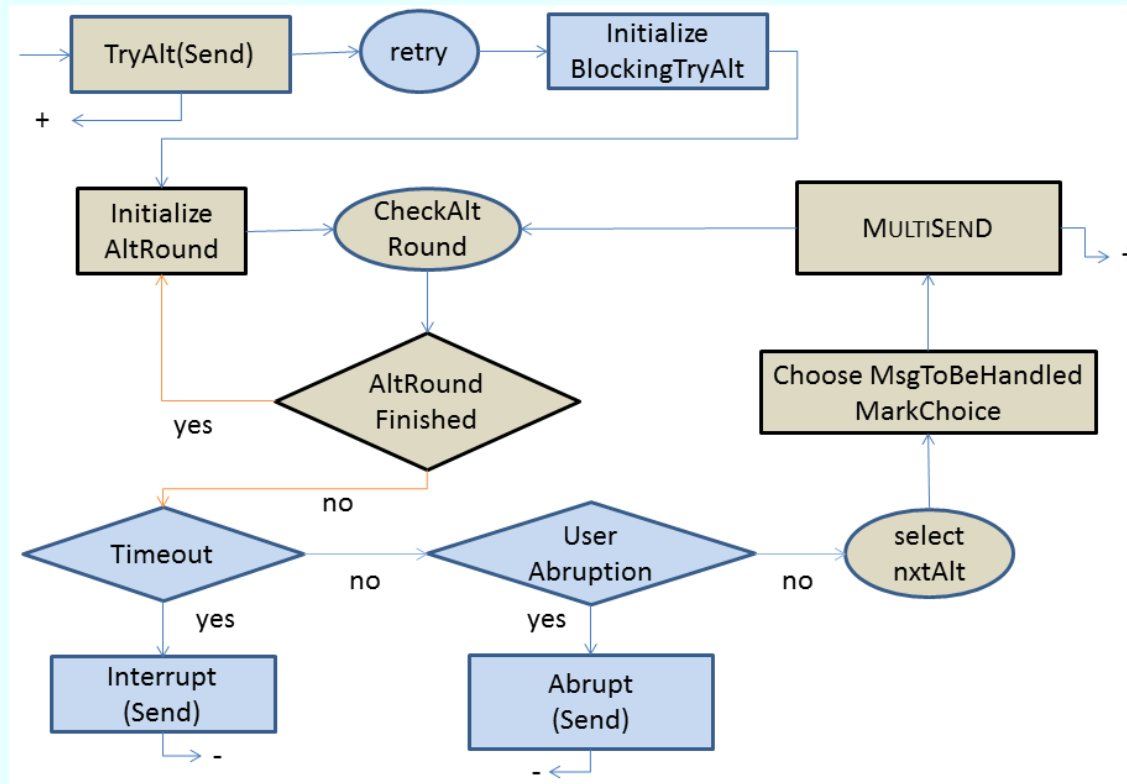 TryAlt(Send)
retry
Initialize
BlockingTryAlt
+
Initialize
AltRound
CheckAlt
Round
MULTISEND
-
AltRound
Finished
yes
Choose MsgToBeHandled
MarkChoice
no
Timeout
no
User
Abruption
no
select
nxtAlt
yes
yes
Interrupt
(Send)
-
Abrupt
(Send)
-